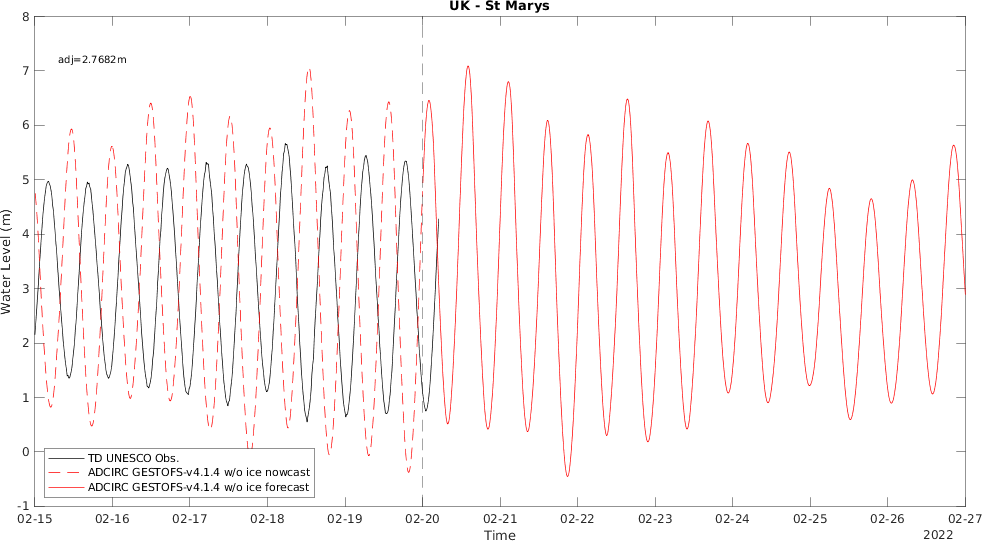 UK - St Marys
adj=2.7682m
Water Level (m)
8
7
6
5
4
3
2
1
0
-1
TD UNESCO Obs.
ADCIRC GESTOFS-v4.1.4 w/o ice nowcast
ADCIRC GESTOFS-v4.1.4 w/o ice forecast
02-15 02-16 02-17 02-18 02-19 02-20 02-21 02-22 02-23 02-24 02-25 02-26 02-27
Time
2022